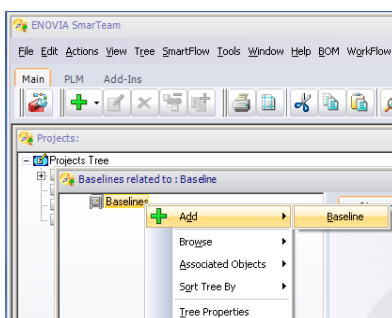 ENOVIA SmarTeam
File Edit Actions View Tree SmartFlow Tools Window Help BOM WorkFlow
Main PLM Add-Ins
Projects:
Projects Tree
Baselines related to : Baseline
Baselines
Add
Baseline
Browse
Associated Objects
Sort Tree By
Tree Properties